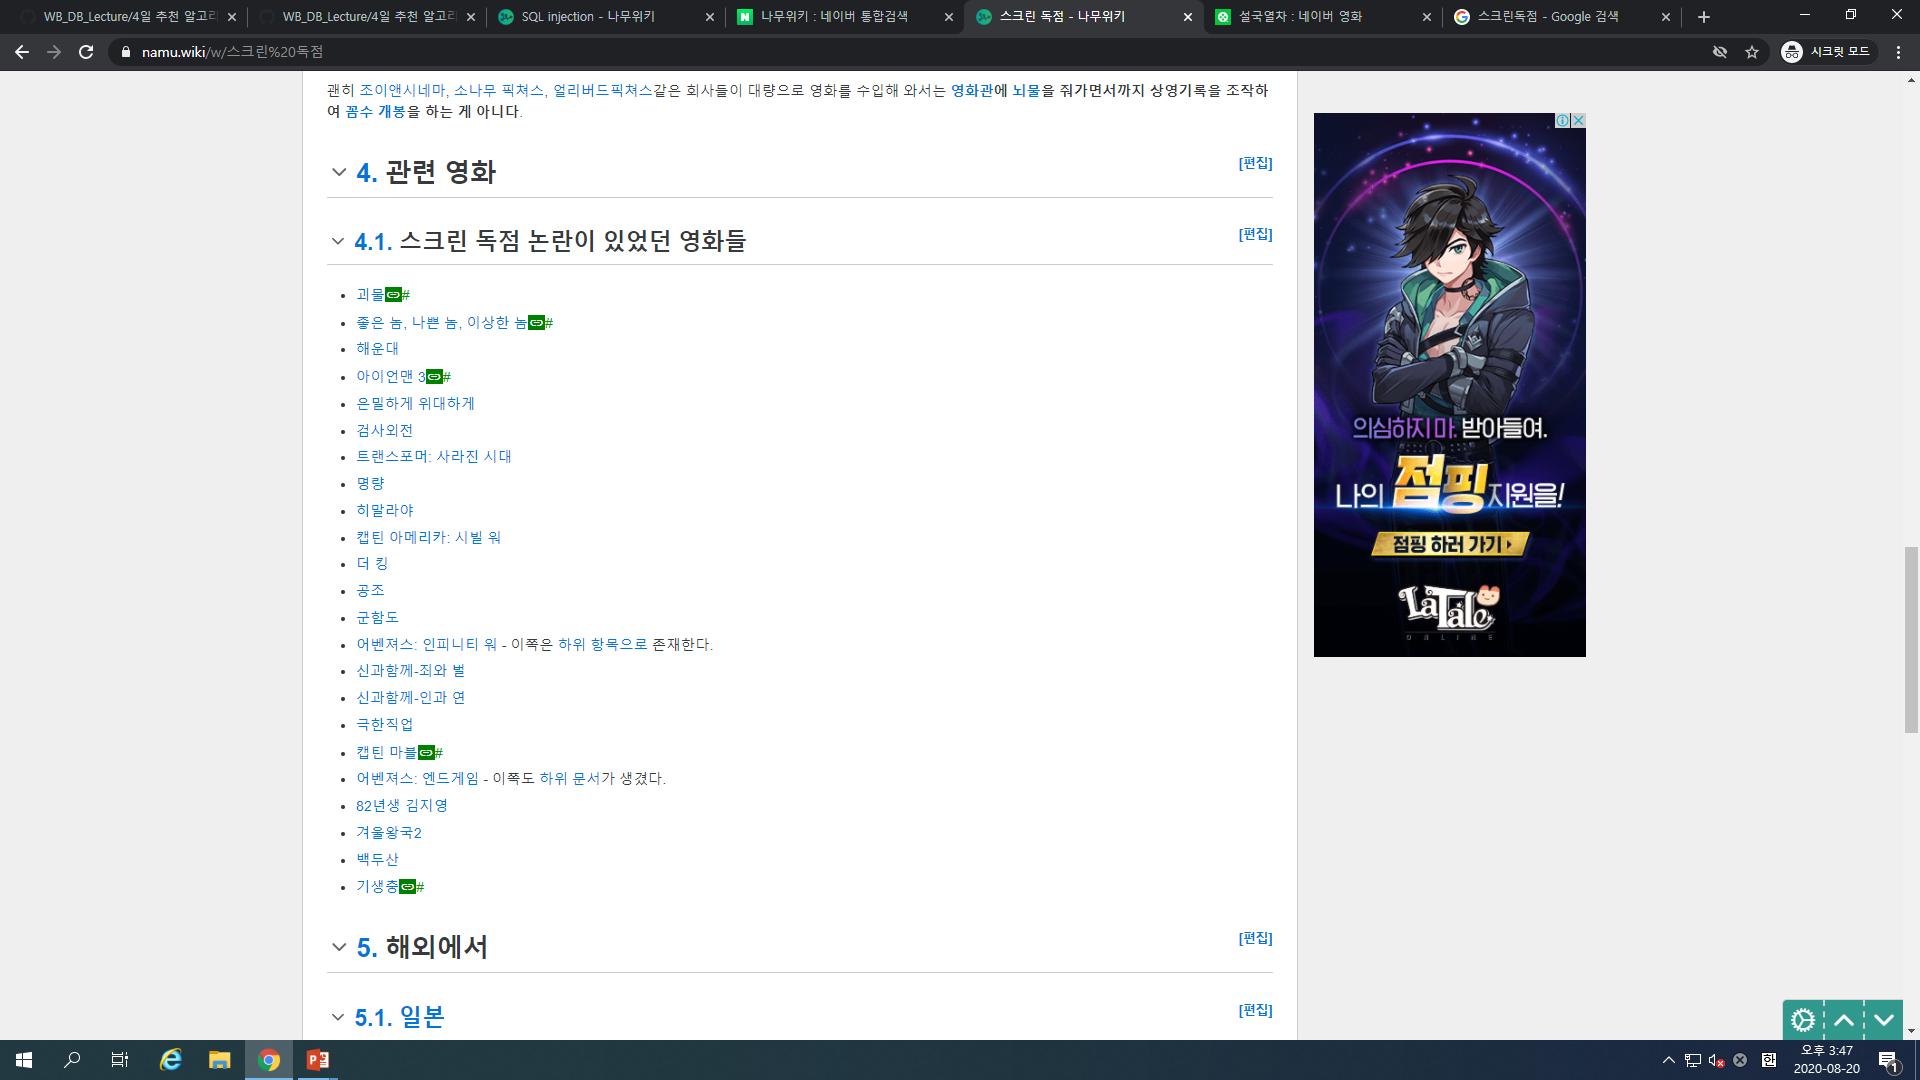 WB_DB_Lecture/4일 추천 알고리
WB_DB_Lecture/4일 추천 알고리
SQL injection - 나무위키
나무위키 : 네이버 통합검색
스크린 독점 - 나무위키
설국열차 : 네이버 영화
스크린독점 - Google 검색
namu.wiki/w/스크린%20독점
시크릿 모드
괜히 조이앤시네마, 소나무 픽쳐스, 얼리버드픽쳐스같은 회사들이 대량으로 영화를 수입해 와서는 영화관에 뇌물을 줘가면서까지 상영기록을 조작하
여 꼼수 개봉을 하는 게 아니다.
4. 관련 영화
[편집]
4.1. 스크린 독점 논란이 있었던 영화들
[편집]
괴물#
좋은 놈, 나쁜 놈, 이상한 놈#
해운대
아이언맨 3#
은밀하게 위대하게
검사외전
트랜스포머: 사라진 시대
명량
히말라야
캡틴 아메리카: 시빌 워
더 킹
공조
군함도
어벤져스: 인피니티 워 - 이쪽은 하위 항목으로 존재한다.
신과함께-죄와 벌
신과함께-인과 연
극한직업
캡틴 마블#
어벤져스: 엔드게임 - 이쪽도 하위 문서가 생겼다.
82년생 김지영
겨울왕국2
백두산
기생충#
5. 해외에서
[편집]
5.1. 일본
[편집]
의심하지 마. 받아들여.
나의 점핑 지원을!
점핑 하러 가기
LaTale
ONLINE
한
오후 3:47
2020-08-20
1